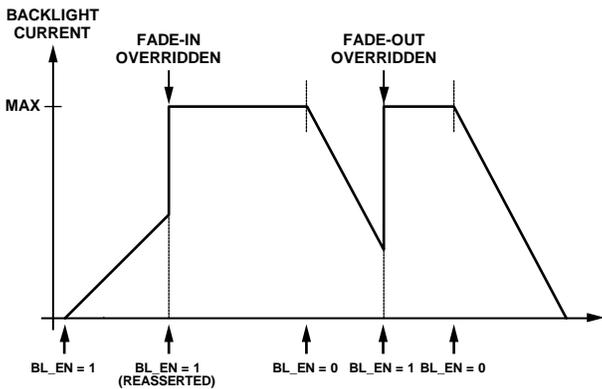 BACKLIGHT
CURRENT
FADE-IN
OVERRIDDEN
FADE-OUT
OVERRIDDEN
MAX
BL_EN = 1
BL_EN = 1
(REASSERTED)
BL_EN = 0
BL_EN = 1
BL_EN = 0